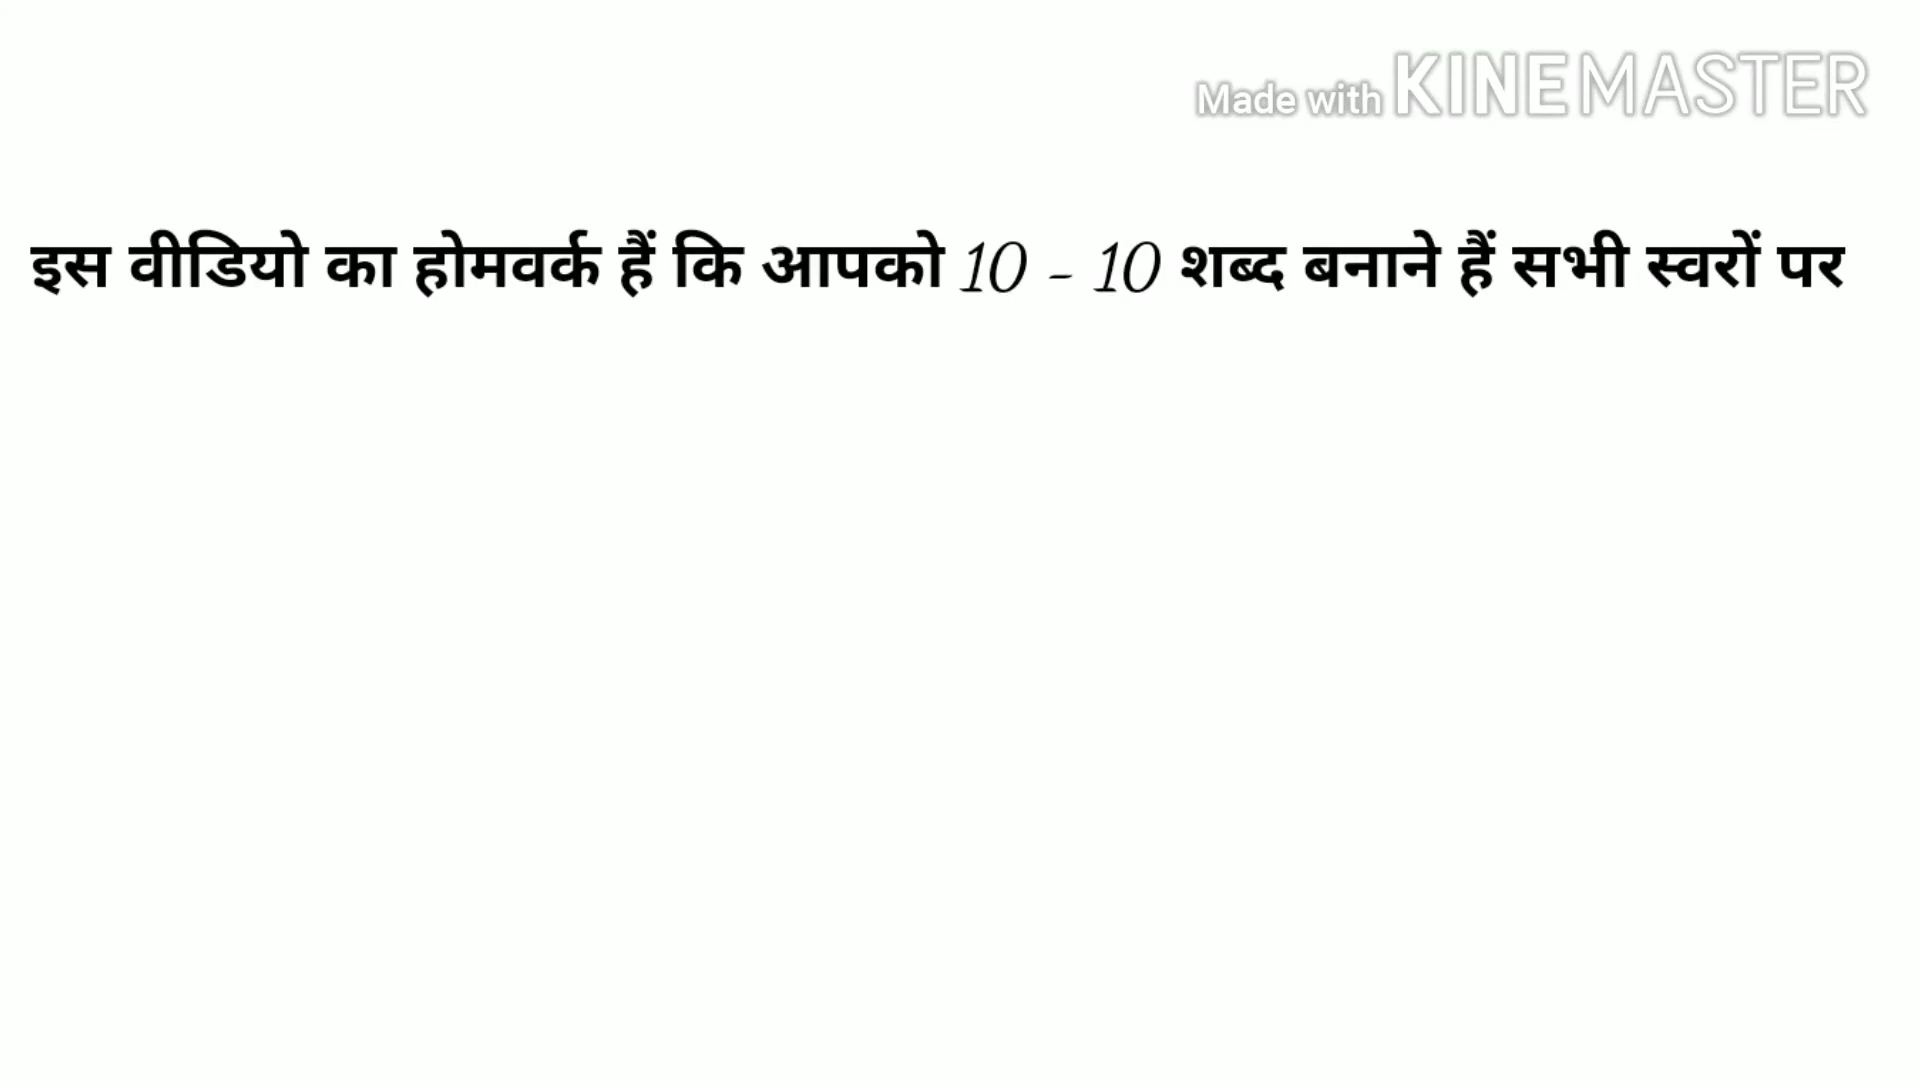 Made with KINEMASTER
इस वीडियो का होमवर्क हैं कि आपको 10 - 10 शब्द बनाने हैं सभी स्वरों पर